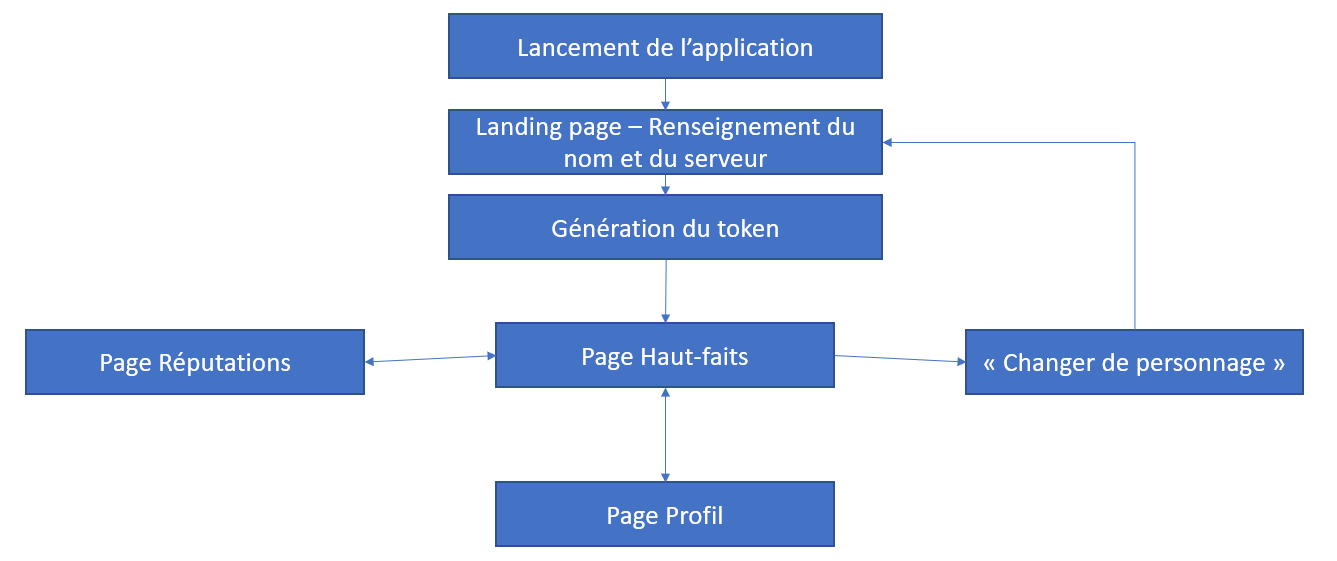 Lancement de l’application
Landing page – Renseignement du
nom et du serveur
Génération du token
Page Réputations
Page Haut-faits
« Changer de personnage »
Page Profil